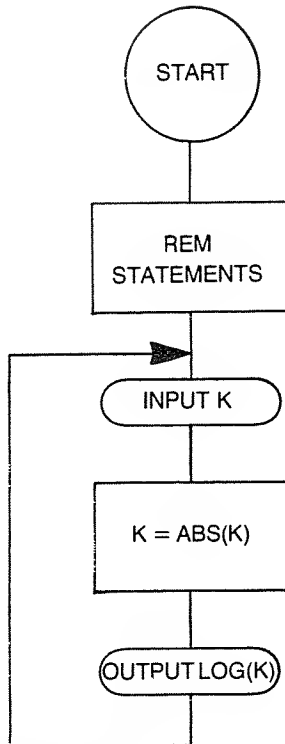 START
REM
STATEMENTS
INPUT K
K = ABS(K)
OUTPUT LOG(K)